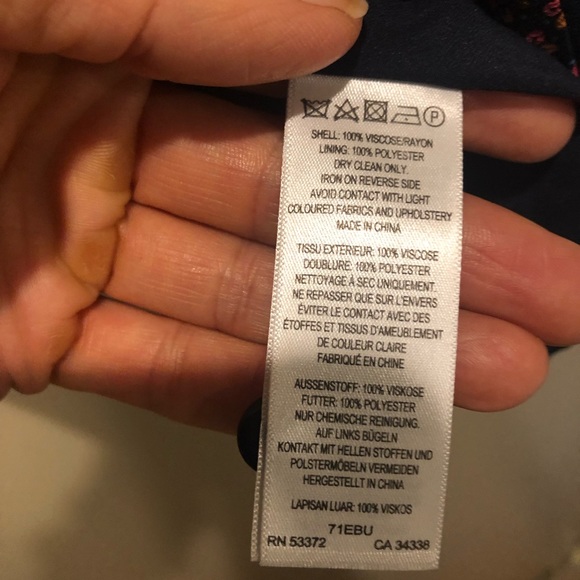 P
SHELL: 100% VISCOSE/RAYON
LINING: 100% POLYESTER
DRY CLEAN ONLY.
IRON ON REVERSE SIDE
AVOID CONTACT WITH LIGHT
COLOURED FABRICS AND UPHOLSTERY
MADE IN CHINA
TISSU EXTÉRIEUR: 100% VISCOSE
DOUBLURE: 100% POLYESTER
NETTOYAGE À SEC UNIQUEMENT.
NE REPASSER QUE SUR L'ENVERS
ÉVITER LE CONTACT AVEC DES
ÉTOFFES ET TISSUS D'AMEUBLEMENT
DE COULEUR CLAIRE
FABRIQUÉ EN CHINE
AUSSENSTOFF: 100% VISKOSE
FUTTER: 100% POLYESTER
NUR CHEMISCHE REINIGUNG.
AUF LINKS BÜGELN
KONTAKT MIT HELLEN STOFFEN UND
POLSTERMÖBELN VERMEIDEN
HERGESTELLT IN CHINA
LAPISAN LUAR: 100% VISKOS
71EBU
RN 53372 CA 34338